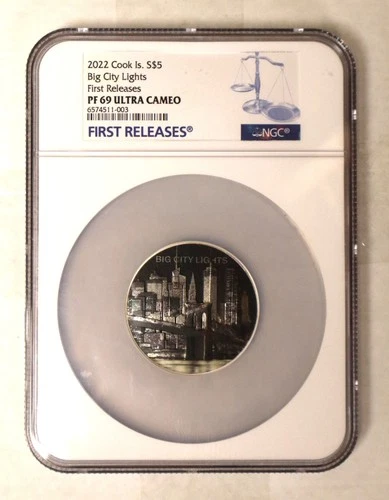 2022 Cook Is. S$5
Big City Lights
First Releases
PF 69 ULTRA CAMEO
6574511-003
FIRST RELEASES®
NGC®
BIG CITY LIGHTS